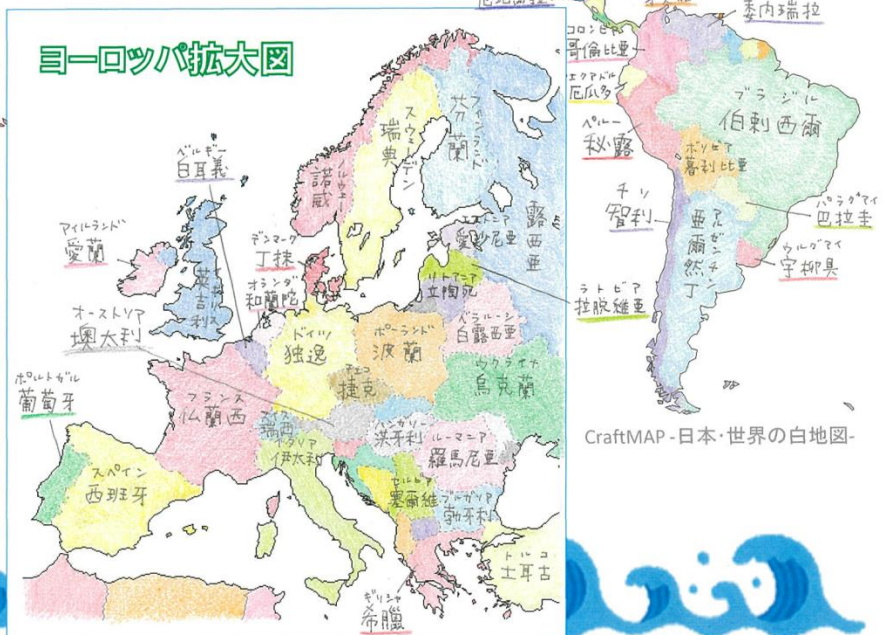 ヨーロッパ拡大図
ベルギー
白耳義
アイルランド
愛蘭
英吉利
デンマーク
丁抹
オランダ
和蘭陀
オーストリア
墺太利
ポルトガル
葡萄牙
スペイン
西班牙
フランス
仏蘭西
ノルウェー
諾威
スウェーデン
瑞典
フィンランド
芬蘭
露西亜
エストニア
愛沙尼亜
リトアニア
立陶宛
ベラルーシ
白露西亜
ドイツ
独逸
ポーランド
波蘭
チェコ
捷克
ウクライナ
烏克蘭
スイス
瑞西
イタリア
伊太利
ハンガリー
洪牙利
ルーマニア
羅馬尼亜
セルビア
塞爾維
ブルガリア
勃牙利
トルコ
土耳古
ギリシャ
希臘
ラトビア
拉脱維亜
委内瑞拉
コロンビア
哥倫比亜
エクアドル
厄瓜多
ペルー
秘露
ブラジル
伯剌西爾
ボリビア
暮利比亜
チリ
智利
アルゼンチン
亜爾然丁
パラグアイ
巴拉圭
ウルグアイ
宇柳具
CraftMAP -日本・世界の白地図-